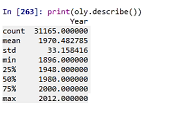 In [263]: print(oly.describe())
Year
count 31165.000000
mean 1970.482785
std 33.158416
min 1896.000000
25% 1948.000000
50% 1980.000000
75% 2000.000000
max 2012.000000